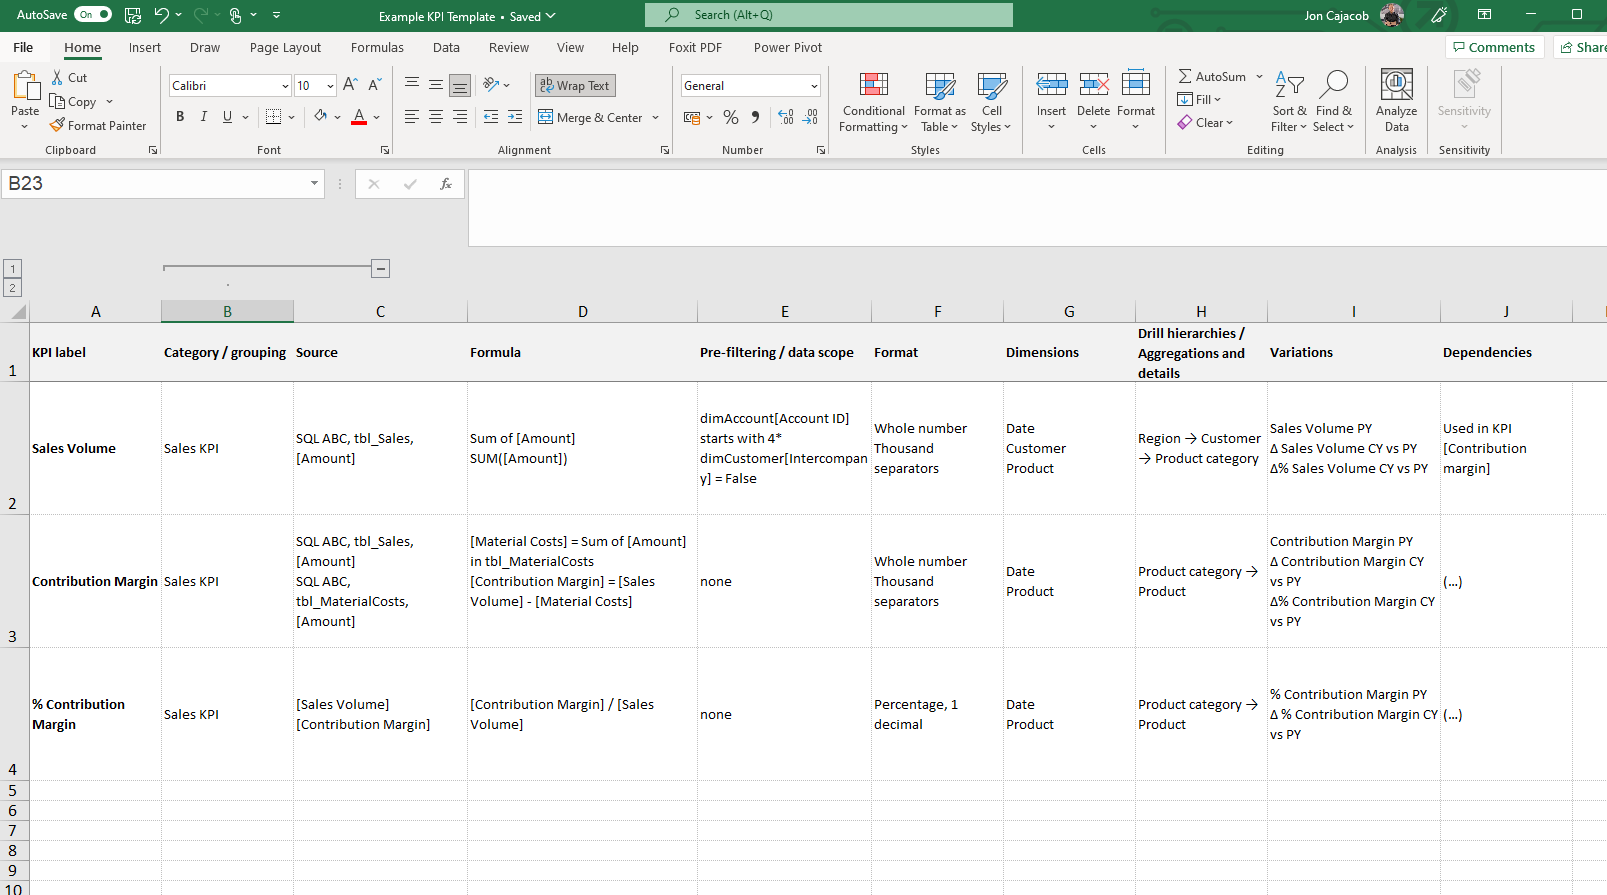 AutoSave On Example KPI Template • Saved Search (Alt+Q) Jon Cajacob
File Home Insert Draw Page Layout Formulas Data Review View Help Foxit PDF Power Pivot Comments Share
Paste
Cut
Copy
Format Painter
Clipboard
Calibri 10
B I U
Font
Wrap Text
Merge & Center
Alignment
General
%
Number
Conditional
Formatting
Format as
Table
Cell
Styles
Styles
Insert Delete Format
Cells
AutoSum
Fill
Clear
Sort &
Filter
Find &
Select
Editing
Analyze
Data
Analysis
Sensitivity
Sensitivity
B23 fx
1
2
A B C D E F G H I J
1
KPI label
Category / grouping
Source
Formula
Pre-filtering / data scope
Format
Dimensions
Drill hierarchies /
Aggregations and
details
Variations
Dependencies
2
Sales Volume
Sales KPI
SQL ABC, tbl_Sales,
[Amount]
Sum of [Amount]
SUM([Amount])
dimAccount[Account ID]
starts with 4*
dimCustomer[Intercompan
y] = False
Whole number
Thousand
separators
Date
Customer
Product
Region → Customer
→ Product category
Sales Volume PY
Δ Sales Volume CY vs PY
Δ% Sales Volume CY vs PY
Used in KPI
[Contribution
margin]
3
Contribution Margin
Sales KPI
SQL ABC, tbl_Sales,
[Amount]
SQL ABC,
tbl_MaterialCosts,
[Amount]
[Material Costs] = Sum of [Amount]
in tbl_MaterialCosts
[Contribution Margin] = [Sales
Volume] - [Material Costs]
none
Whole number
Thousand
separators
Date
Product
Product category →
Product
Contribution Margin PY
Δ Contribution Margin CY
vs PY
Δ% Contribution Margin CY
vs PY
(...)
4
% Contribution
Margin
Sales KPI
[Sales Volume]
[Contribution Margin]
[Contribution Margin] / [Sales
Volume]
none
Percentage, 1
decimal
Date
Product
Product category →
Product
% Contribution Margin PY
Δ % Contribution Margin CY
vs PY
(...)
5
6
7
8
9
10